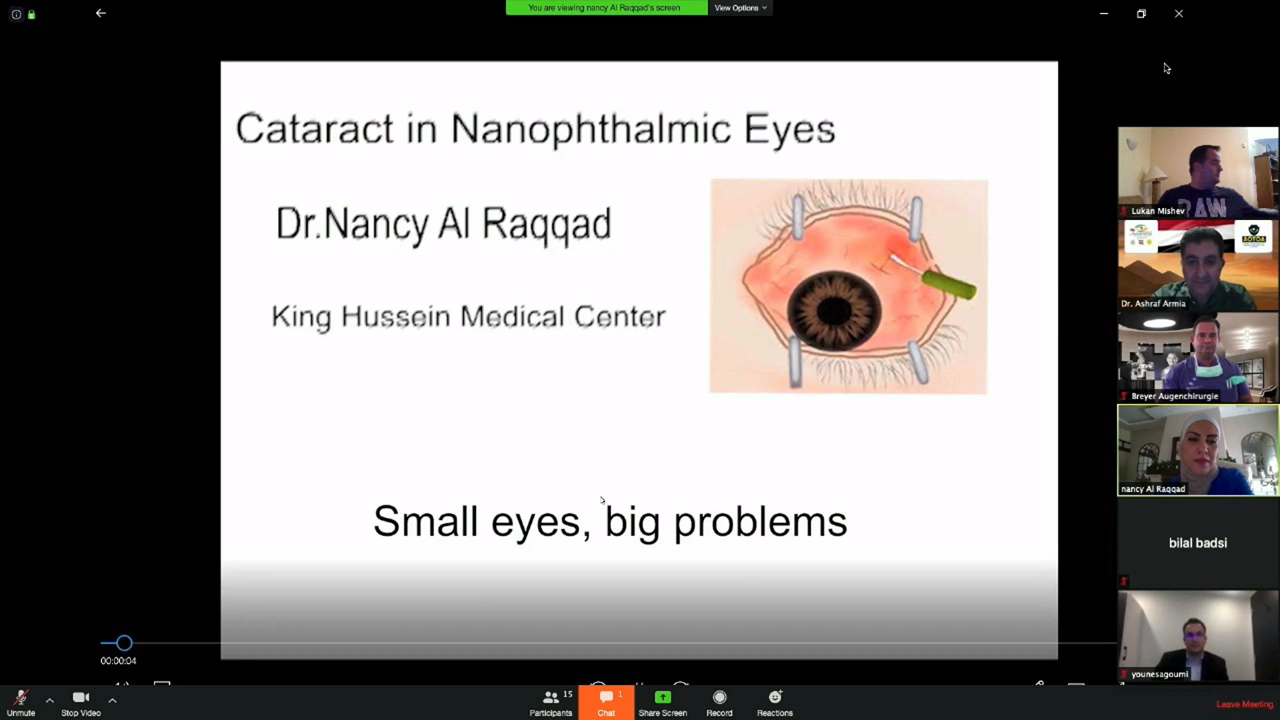 You are viewing nancy Al Raqqad's screen
View Options
Cataract in Nanophthalmic Eyes
Dr.Nancy Al Raqqad
King Hussein Medical Center
Small eyes, big problems
00:00:04
RAW
Lukan Mishev
AOTOA
Dr. Ashraf Armia
Breyer Augenchirurgie
nancy Al Raqqad
bilal badsi
younesagoumi
Unmute
Stop Video
Participants
15
Chat
1
Share Screen
Record
Reactions
Leave Meeting